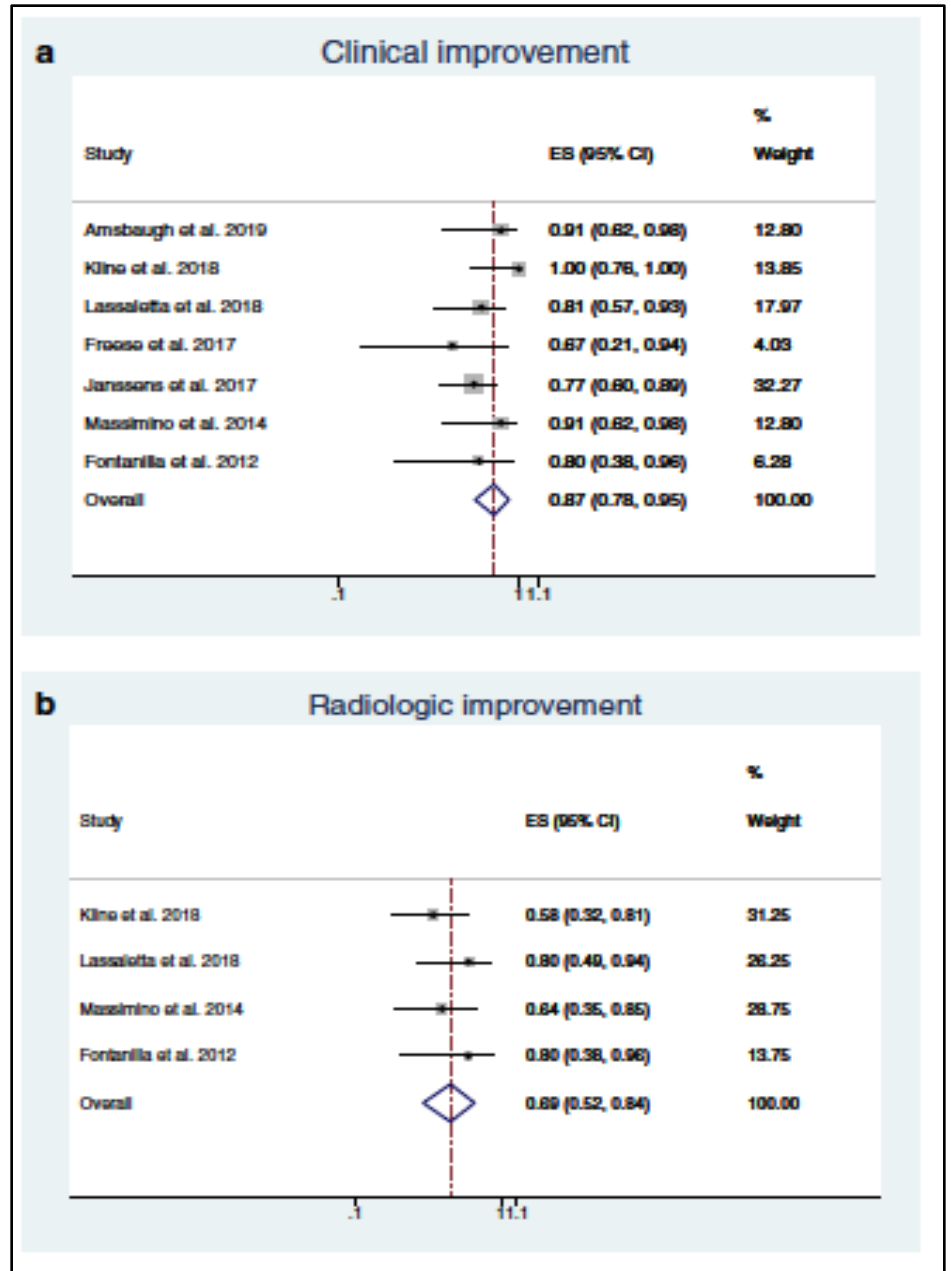 a Clinical improvement
%
Study ES (95% CI) Weight
Amsbaugh et al. 2019 0.91 (0.62, 0.98) 12.80
Kline et al. 2018 1.00 (0.76, 1.00) 13.85
Lassaletta et al. 2018 0.81 (0.57, 0.93) 17.97
Freese et al. 2017 0.67 (0.21, 0.94) 4.03
Janssens et al. 2017 0.77 (0.60, 0.89) 32.27
Massimino et al. 2014 0.91 (0.62, 0.98) 12.80
Fontanilla et al. 2012 0.80 (0.38, 0.96) 6.28
Overall 0.87 (0.78, 0.95) 100.00
.1 1 1.1
b Radiologic improvement
%
Study ES (95% CI) Weight
Kline et al. 2018 0.58 (0.32, 0.81) 31.25
Lassaletta et al. 2018 0.80 (0.49, 0.94) 26.25
Massimino et al. 2014 0.64 (0.35, 0.85) 28.75
Fontanilla et al. 2012 0.80 (0.38, 0.96) 13.75
Overall 0.69 (0.52, 0.84) 100.00
.1 1 1.1